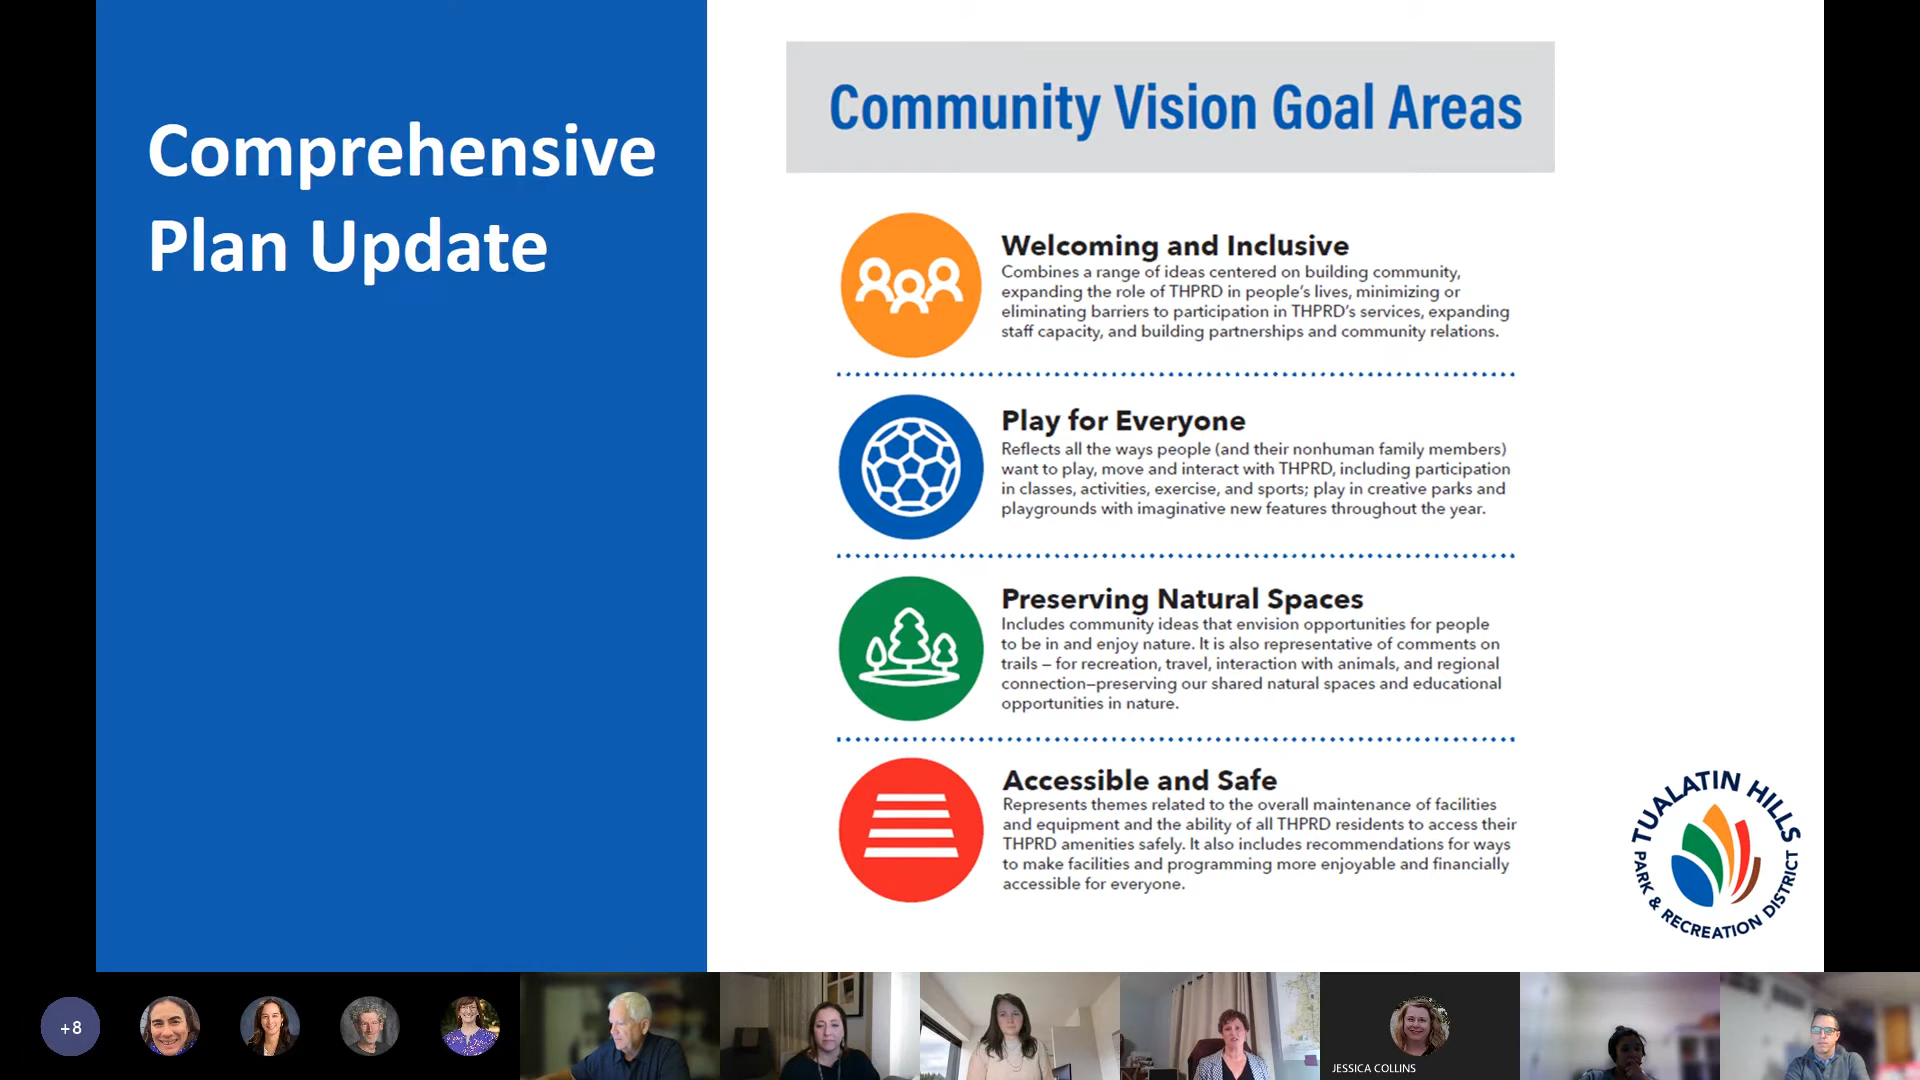 Comprehensive
Plan Update
Community Vision Goal Areas
Welcoming and Inclusive
Combines a range of ideas centered on building community,
expanding the role of THPRD in people's lives, minimizing or
eliminating barriers to participation in THPRD's services, expanding
staff capacity, and building partnerships and community relations.
Play for Everyone
Reflects all the ways people (and their nonhuman family members)
want to play, move and interact with THPRD, including participation
in classes, activities, exercise, and sports; play in creative parks and
playgrounds with imaginative new features throughout the year.
Preserving Natural Spaces
Includes community ideas that envision opportunities for people
to be in and enjoy nature. It is also representative of comments on
trails – for recreation, travel, interaction with animals, and regional
connection—preserving our shared natural spaces and educational
opportunities in nature.
Accessible and Safe
Represents themes related to the overall maintenance of facilities
and equipment and the ability of all THPRD residents to access their
THPRD amenities safely. It also includes recommendations for ways
to make facilities and programming more enjoyable and financially
accessible for everyone.
TUALATIN HILLS
PARK & RECREATION DISTRICT
+8
JESSICA COLLINS